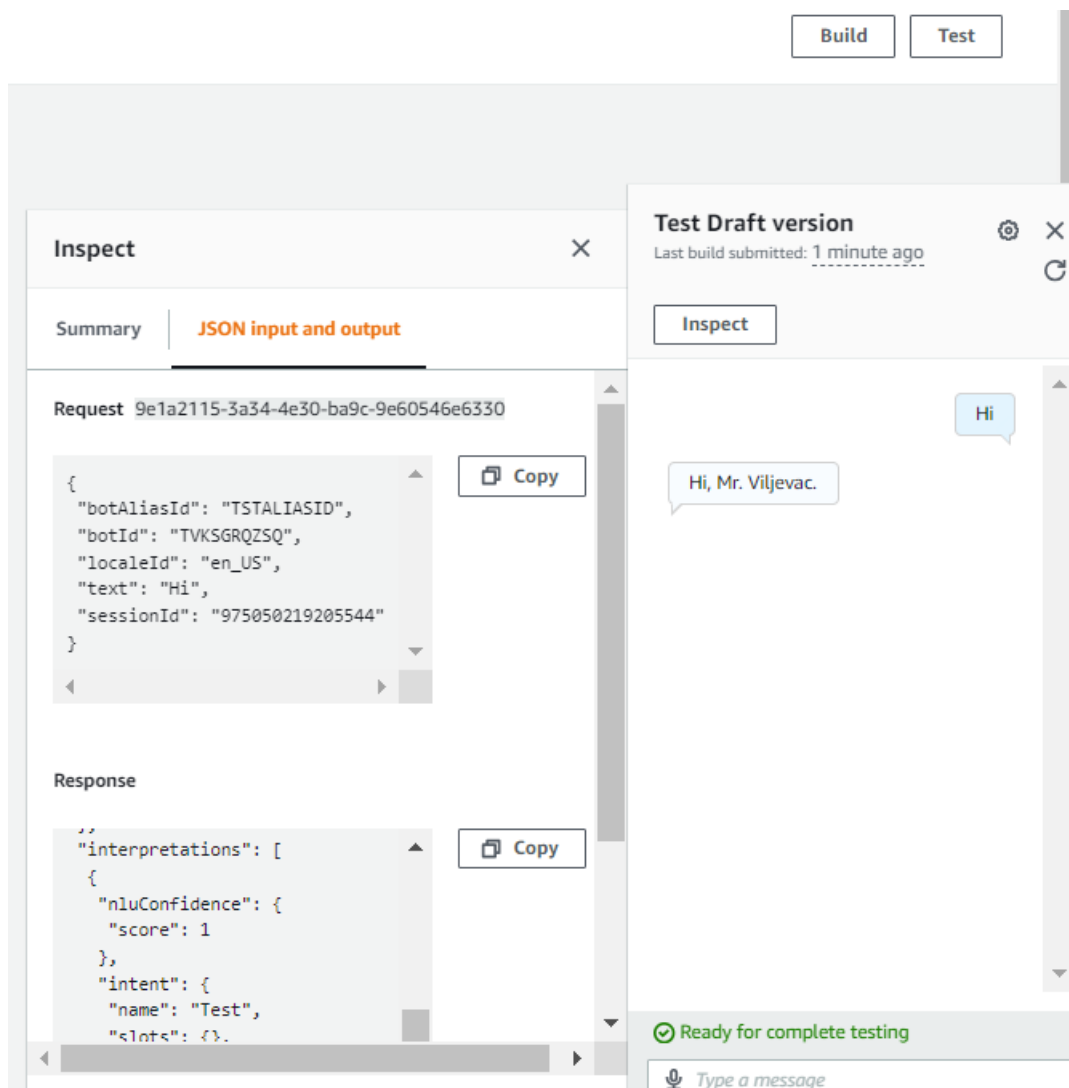 Build
Test
Inspect
Summary
JSON input and output
Request 9e1a2115-3a34-4e30-ba9c-9e60546e6330
{
"botAliasId": "TSTALIASID",
"botId": "TVKSGRQZSQ",
"localeId": "en_US",
"text": "Hi",
"sessionId": "975050219205544"
}
Copy
Response
"interpretations": [
{
"nluConfidence": {
"score": 1
},
"intent": {
"name": "Test",
"slots": {},
Copy
Test Draft version
Last build submitted: 1 minute ago
Inspect
Hi
Hi, Mr. Viljevac.
Ready for complete testing
Type a message